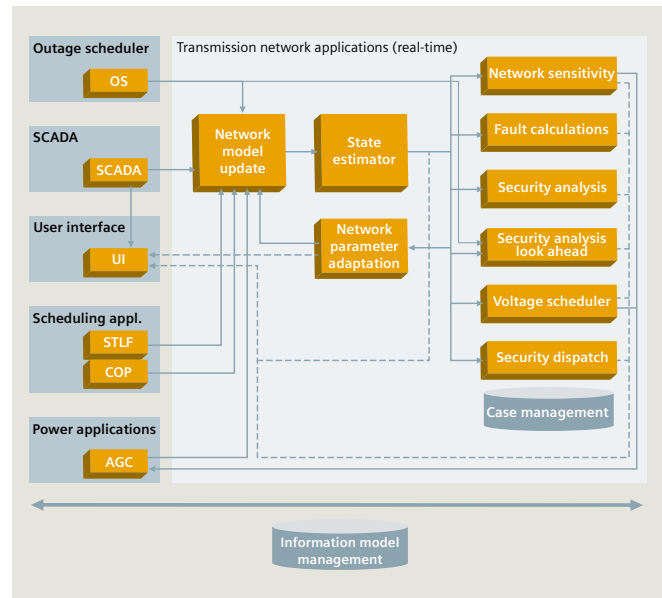 Outage scheduler
OS
SCADA
SCADA
User interface
UI
Scheduling appl.
STLF
COP
Power applications
AGC
Transmission network applications (real-time)
Network
model
update
State
estimator
Network
parameter
adaptation
Network sensitivity
Fault calculations
Security analysis
Security analysis
look ahead
Voltage scheduler
Security dispatch
Case management
Information model
management